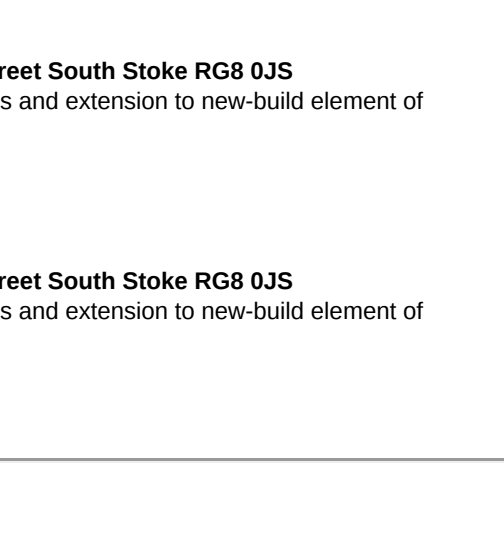 reet South Stoke RG8 0JS
s and extension to new-build element of
reet South Stoke RG8 0JS
s and extension to new-build element of